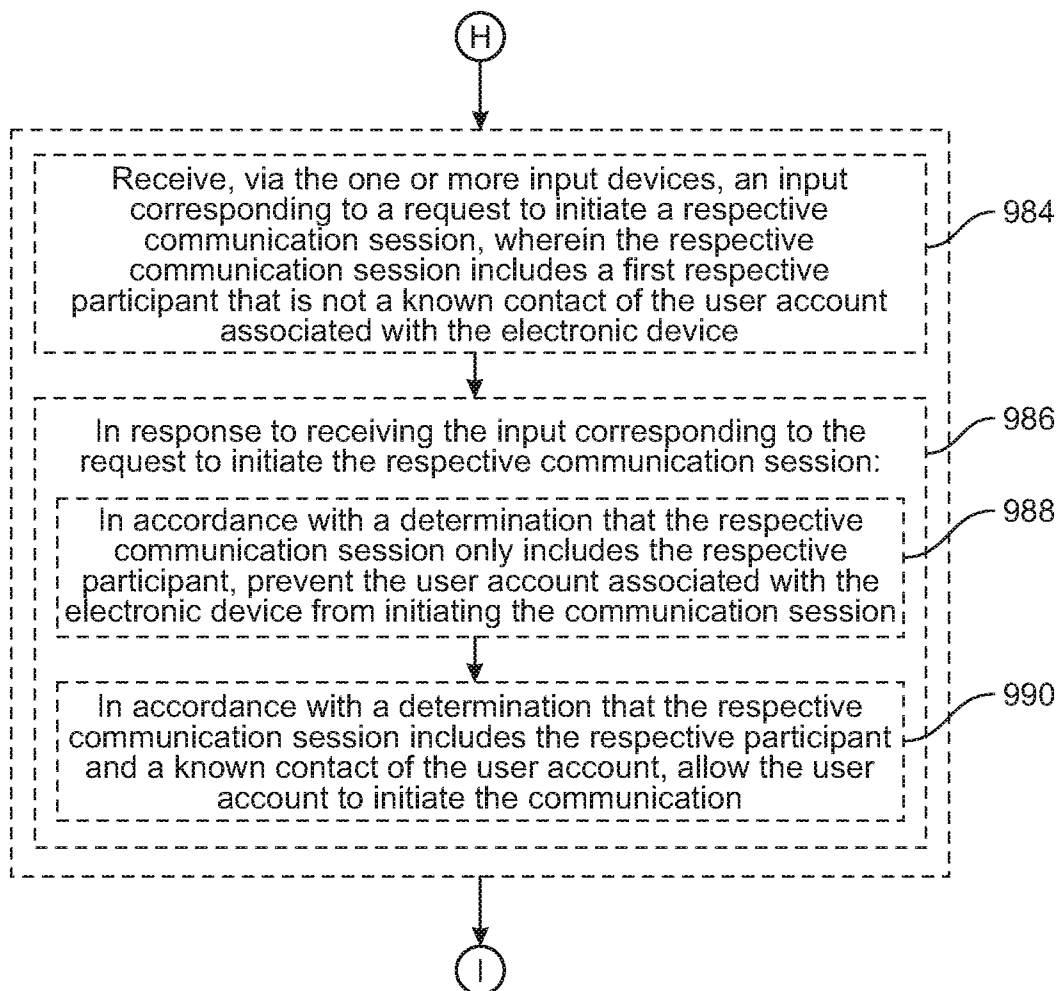 H
Receive, via the one or more input devices, an input
corresponding to a request to initiate a respective
communication session, wherein the respective
communication session includes a first respective
participant that is not a known contact of the user account
associated with the electronic device
984
In response to receiving the input corresponding to the
request to initiate the respective communication session:
986
In accordance with a determination that the respective
communication session only includes the respective
participant, prevent the user account associated with the
electronic device from initiating the communication session
988
In accordance with a determination that the respective
communication session includes the respective participant
and a known contact of the user account, allow the user
account to initiate the communication
990
I